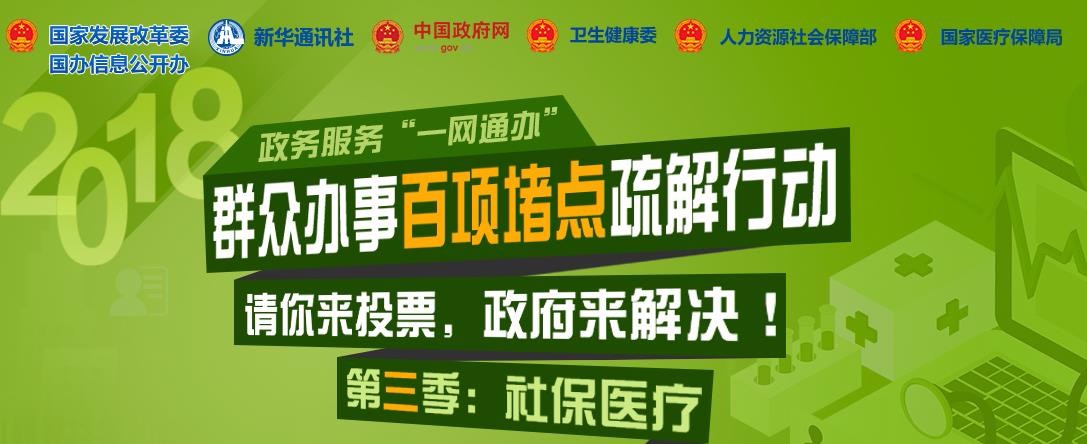 国家发展改革委
国办信息公开办
新华通讯社
中国政府网
卫生健康委
人力资源社会保障部
国家医疗保障局
2018
政务服务“一网通办”
群众办事百项堵点疏解行动
请你来投票，政府来解决！
第三季：社保医疗